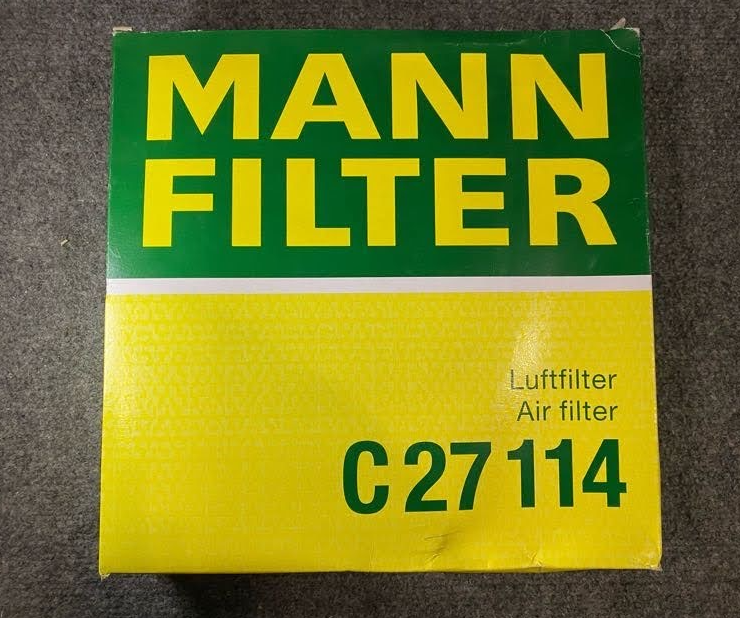 MANN
FILTER
Luftfilter
Air filter
C 27 114